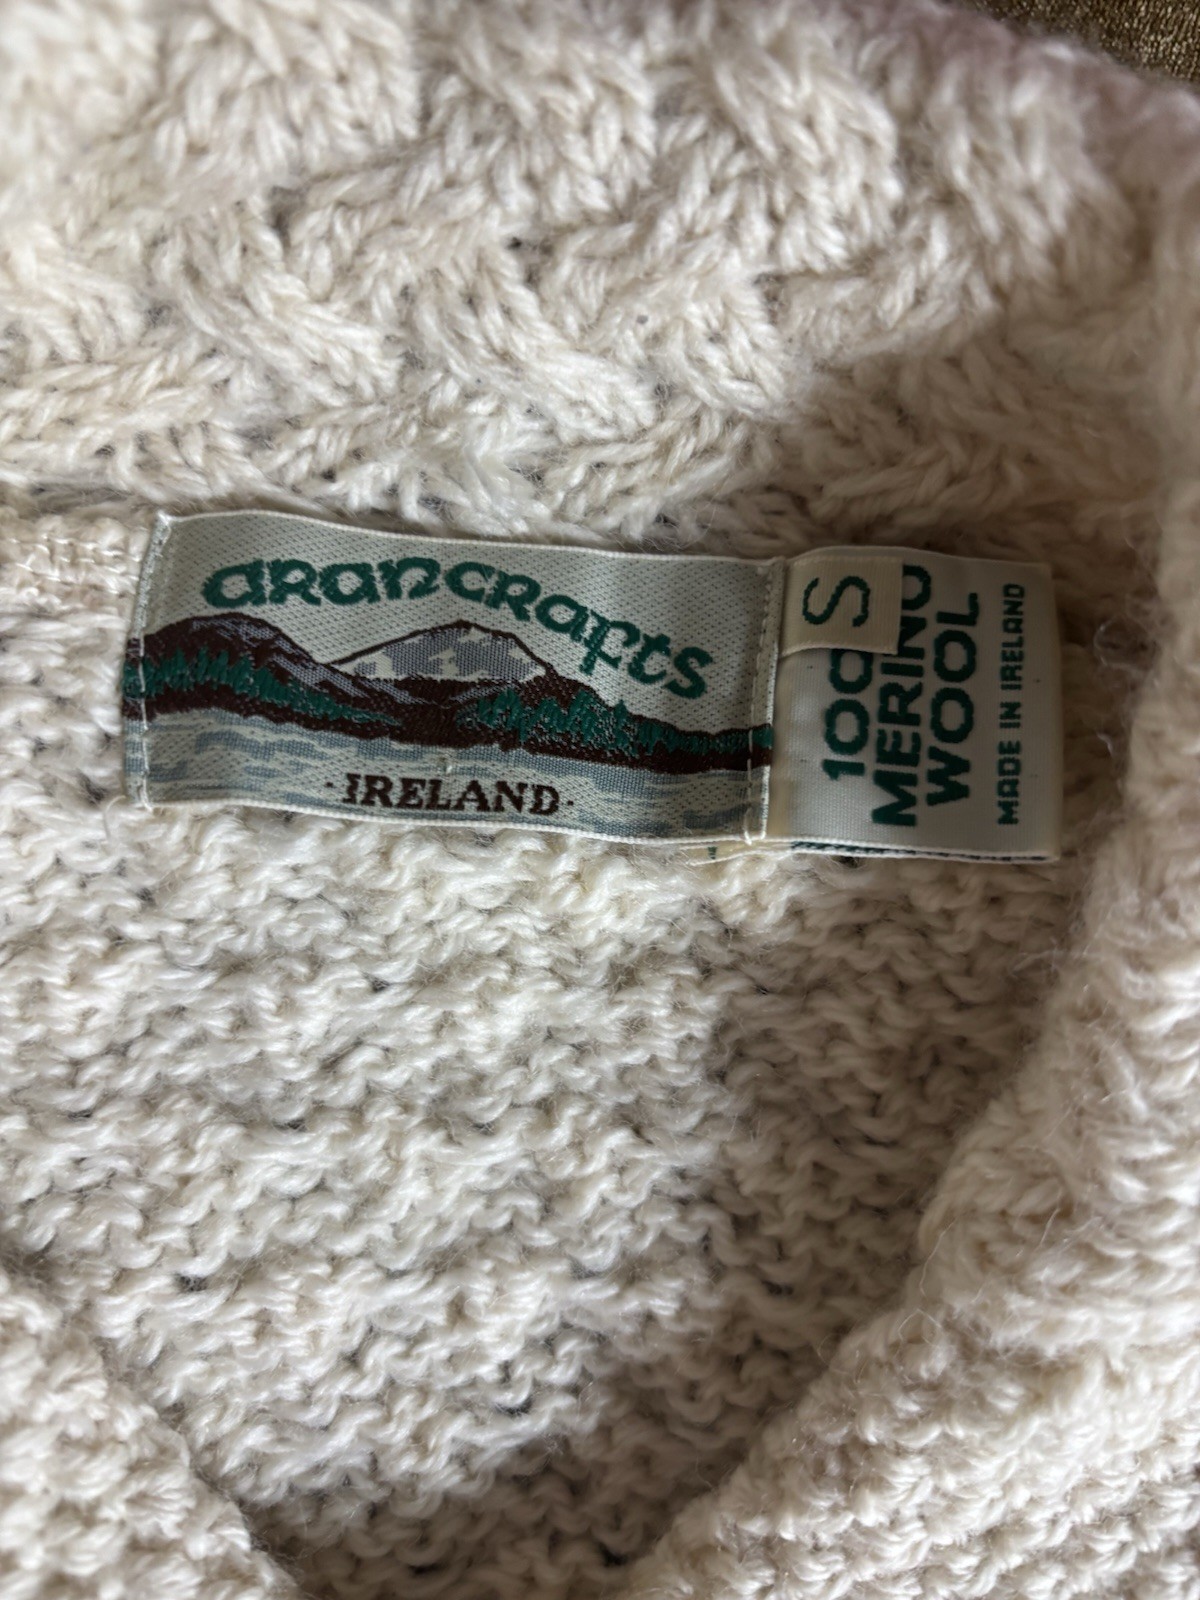 arancrafts
·IRELAND·
S
100
MERINO
WOOL
MADE IN IRELAND